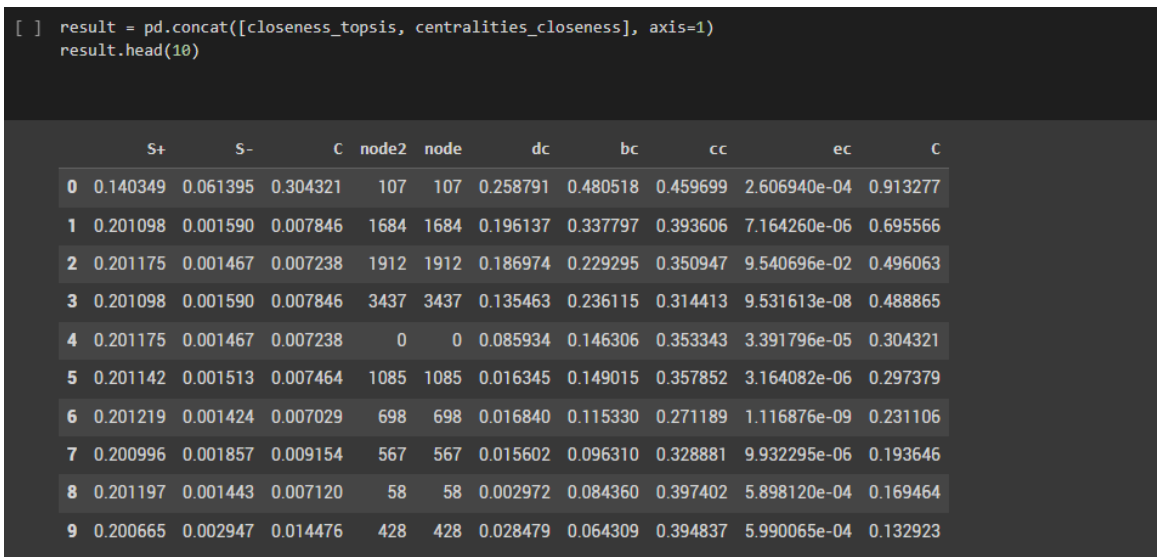 [ ] result = pd.concat([closeness_topsis, centralities_closeness], axis=1)
result.head(10)
S+ S- C node2 node dc bc cc ec C
0 0.140349 0.061395 0.304321 107 107 0.258791 0.480518 0.459699 2.606940e-04 0.913277
1 0.201098 0.001590 0.007846 1684 1684 0.196137 0.337797 0.393606 7.164260e-06 0.695566
2 0.201175 0.001467 0.007238 1912 1912 0.186974 0.229295 0.350947 9.540696e-02 0.496063
3 0.201098 0.001590 0.007846 3437 3437 0.135463 0.236115 0.314413 9.531613e-08 0.488865
4 0.201175 0.001467 0.007238 0 0 0.085934 0.146306 0.353343 3.391796e-05 0.304321
5 0.201142 0.001513 0.007464 1085 1085 0.016345 0.149015 0.357852 3.164082e-06 0.297379
6 0.201219 0.001424 0.007029 698 698 0.016840 0.115330 0.271189 1.116876e-09 0.231106
7 0.200996 0.001857 0.009154 567 567 0.015602 0.096310 0.328881 9.932295e-06 0.193646
8 0.201197 0.001443 0.007120 58 58 0.002972 0.084360 0.397402 5.898120e-04 0.169464
9 0.200665 0.002947 0.014476 428 428 0.028479 0.064309 0.394837 5.990065e-04 0.132923